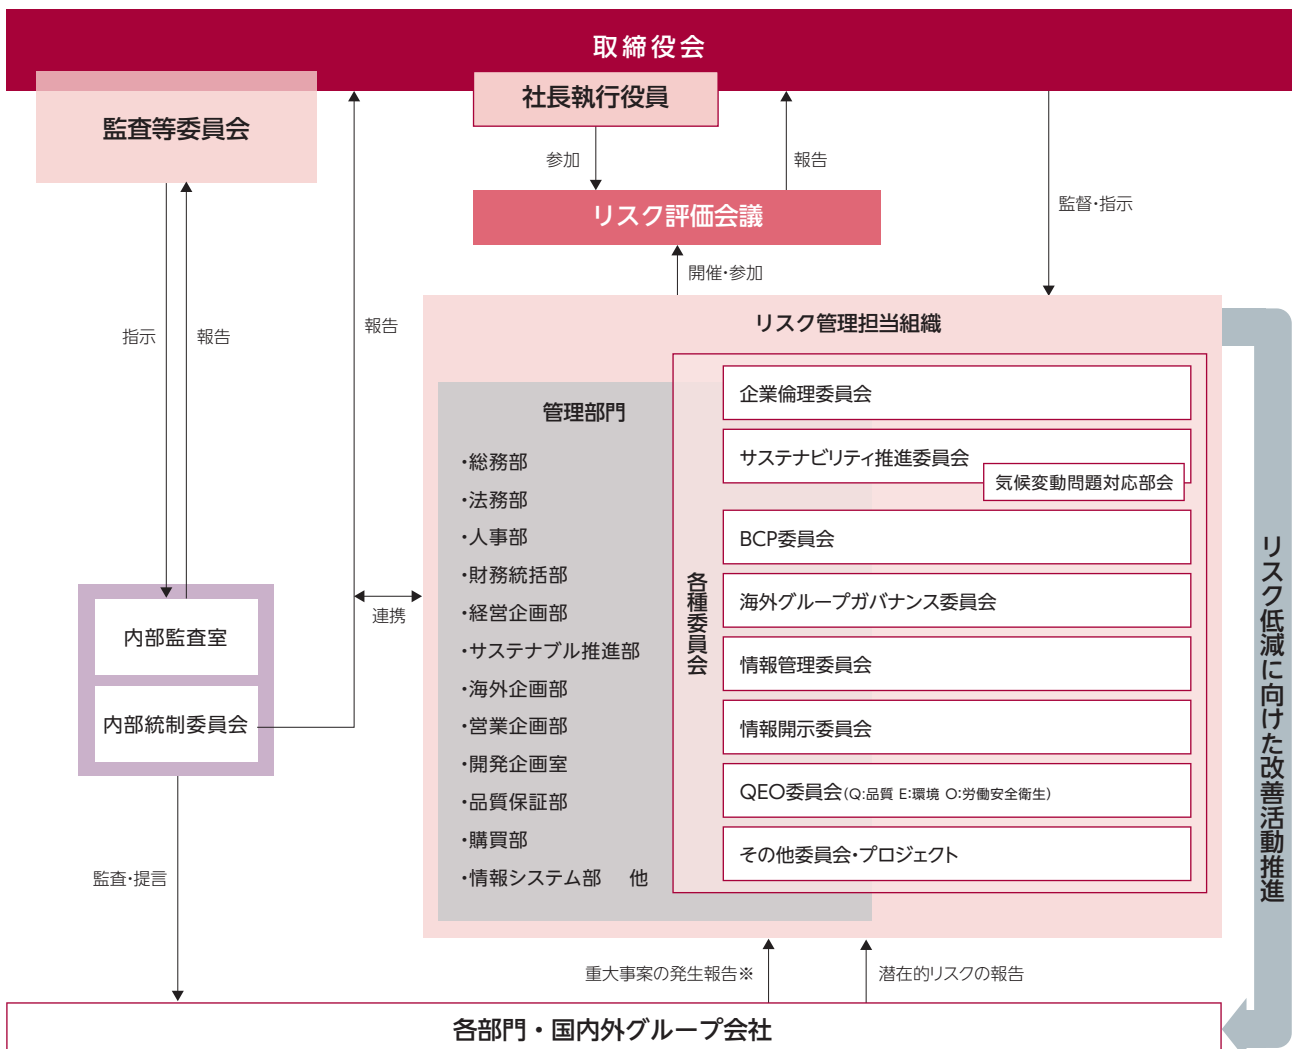 取締役会
監査等委員会
社長執行役員
参加
報告
リスク評価会議
開催・参加
監督・指示
指示
報告
報告
連携
リスク管理担当組織
管理部門
・総務部
・法務部
・人事部
・財務統括部
・経営企画部
・サステナブル推進部
・海外企画部
・営業企画部
・開発企画室
・品質保証部
・購買部
・情報システム部　他
各種委員会
企業倫理委員会
サステナビリティ推進委員会
気候変動問題対応部会
BCP委員会
海外グループガバナンス委員会
情報管理委員会
情報開示委員会
QEO委員会(Q:品質 E:環境 O:労働安全衛生)
その他委員会・プロジェクト
リスク低減に向けた改善活動推進
内部監査室
内部統制委員会
監査・提言
重大事案の発生報告※
潜在的リスクの報告
各部門・国内外グループ会社